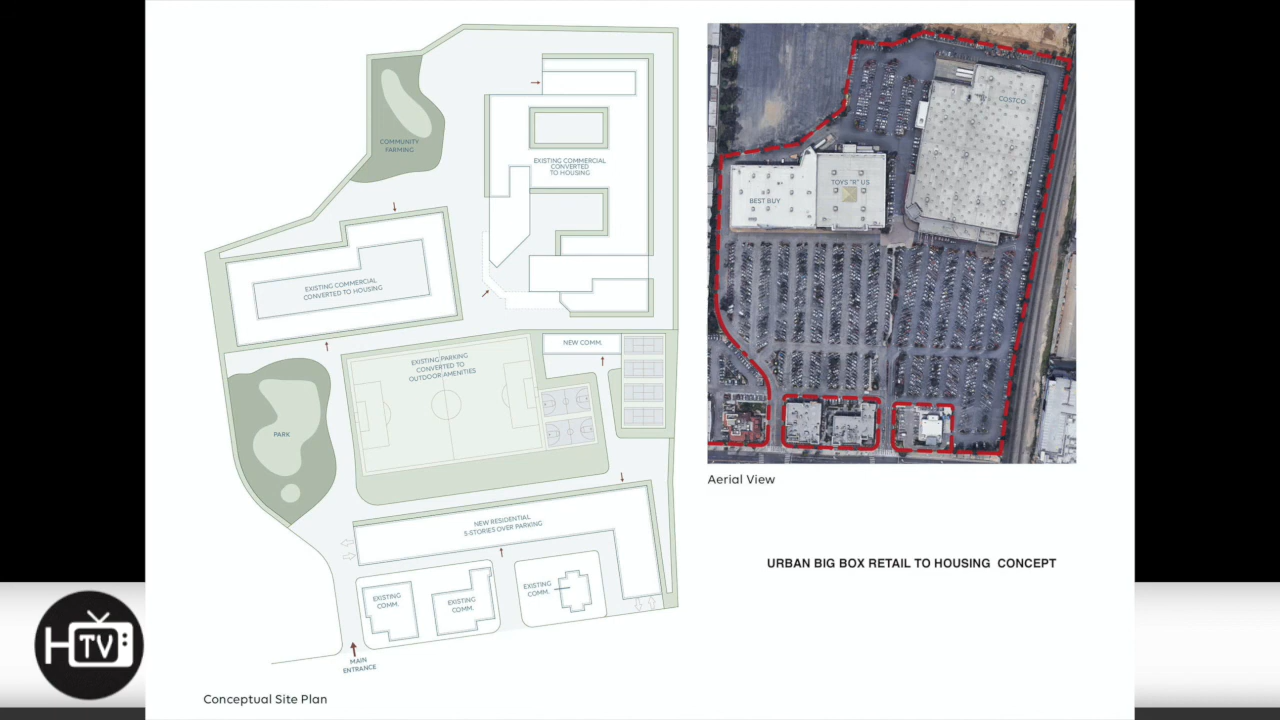 COMMUNITY
FARMING
EXISTING COMMERCIAL
CONVERTED
TO HOUSING
EXISTING COMMERCIAL
CONVERTED TO HOUSING
NEW COMM.
EXISTING PARKING
CONVERTED TO
OUTDOOR AMENITIES
PARK
NEW RESIDENTIAL
5-STORIES OVER PARKING
EXISTING
COMM.
EXISTING
COMM.
EXISTING
COMM.
MAIN
ENTRANCE
Conceptual Site Plan
COSTCO
TOYS "R" US
BEST BUY
Aerial View
URBAN BIG BOX RETAIL TO HOUSING CONCEPT
HTV: